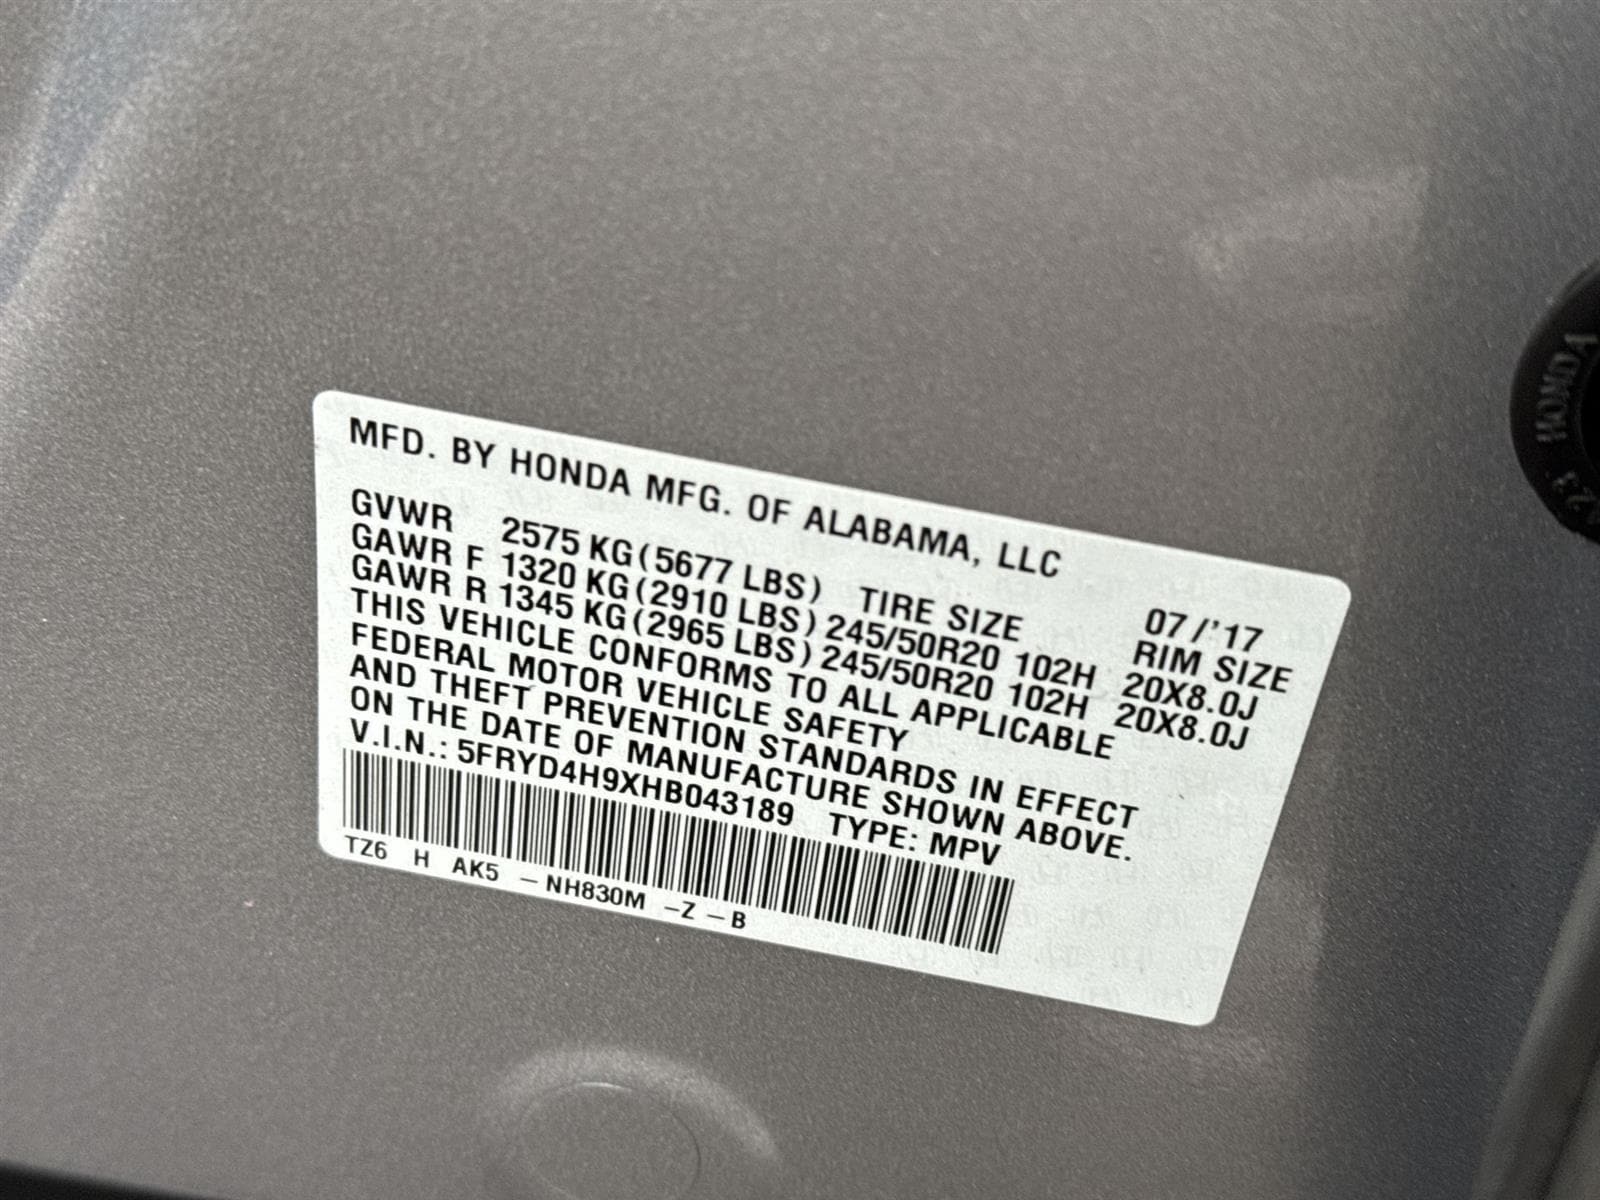 MFD. BY HONDA MFG. OF ALABAMA, LLC
07/'17
GVWR 2575 KG(5677 LBS) TIRE SIZE RIM SIZE
GAWR F 1320 KG(2910 LBS) 245/50R20 102H 20X8.0J
GAWR R 1345 KG(2965 LBS) 245/50R20 102H 20X8.0J
THIS VEHICLE CONFORMS TO ALL APPLICABLE
FEDERAL MOTOR VEHICLE SAFETY
AND THEFT PREVENTION STANDARDS IN EFFECT
ON THE DATE OF MANUFACTURE SHOWN ABOVE.
V.I.N.: 5FRYD4H9XHB043189 TYPE: MPV
TZ6 H AK5 -NH830M -Z -B
HONDA